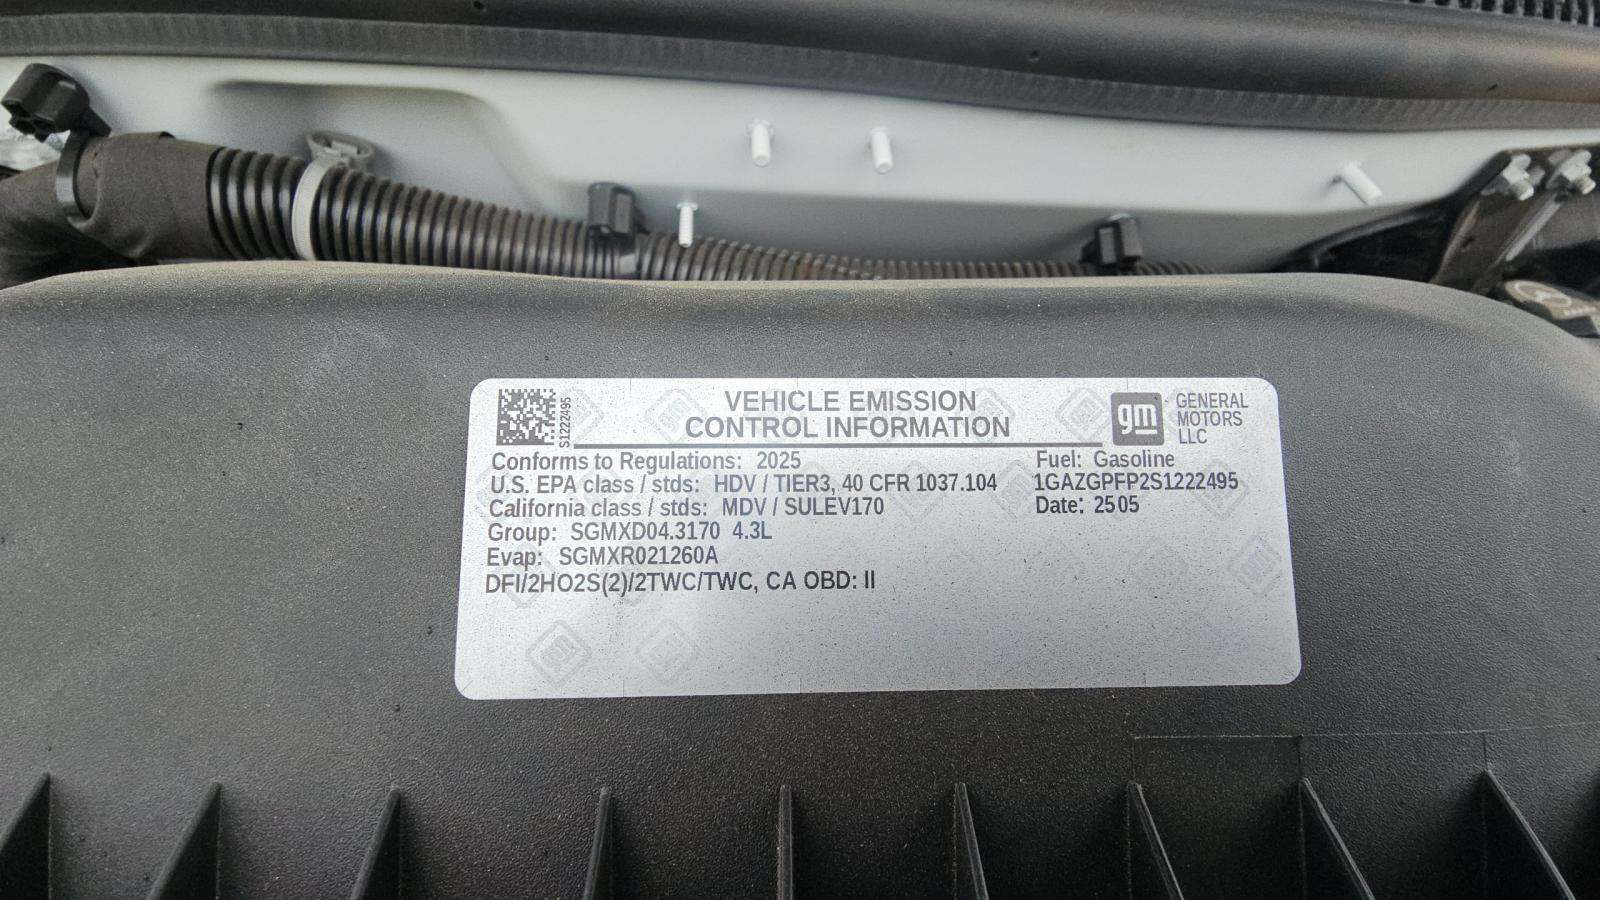 S1222495
VEHICLE EMISSION
CONTROL INFORMATION
gm
GENERAL
MOTORS
LLC
Conforms to Regulations: 2025
Fuel: Gasoline
U.S. EPA class / stds: HDV / TIER3, 40 CFR 1037.104
1GAZGPFP2S1222495
California class / stds: MDV / SULEV170
Date: 2505
Group: SGMXD04.3170 4.3L
Evap: SGMXR021260A
DFI/2HO2S(2)/2TWC/TWC, CA OBD: II